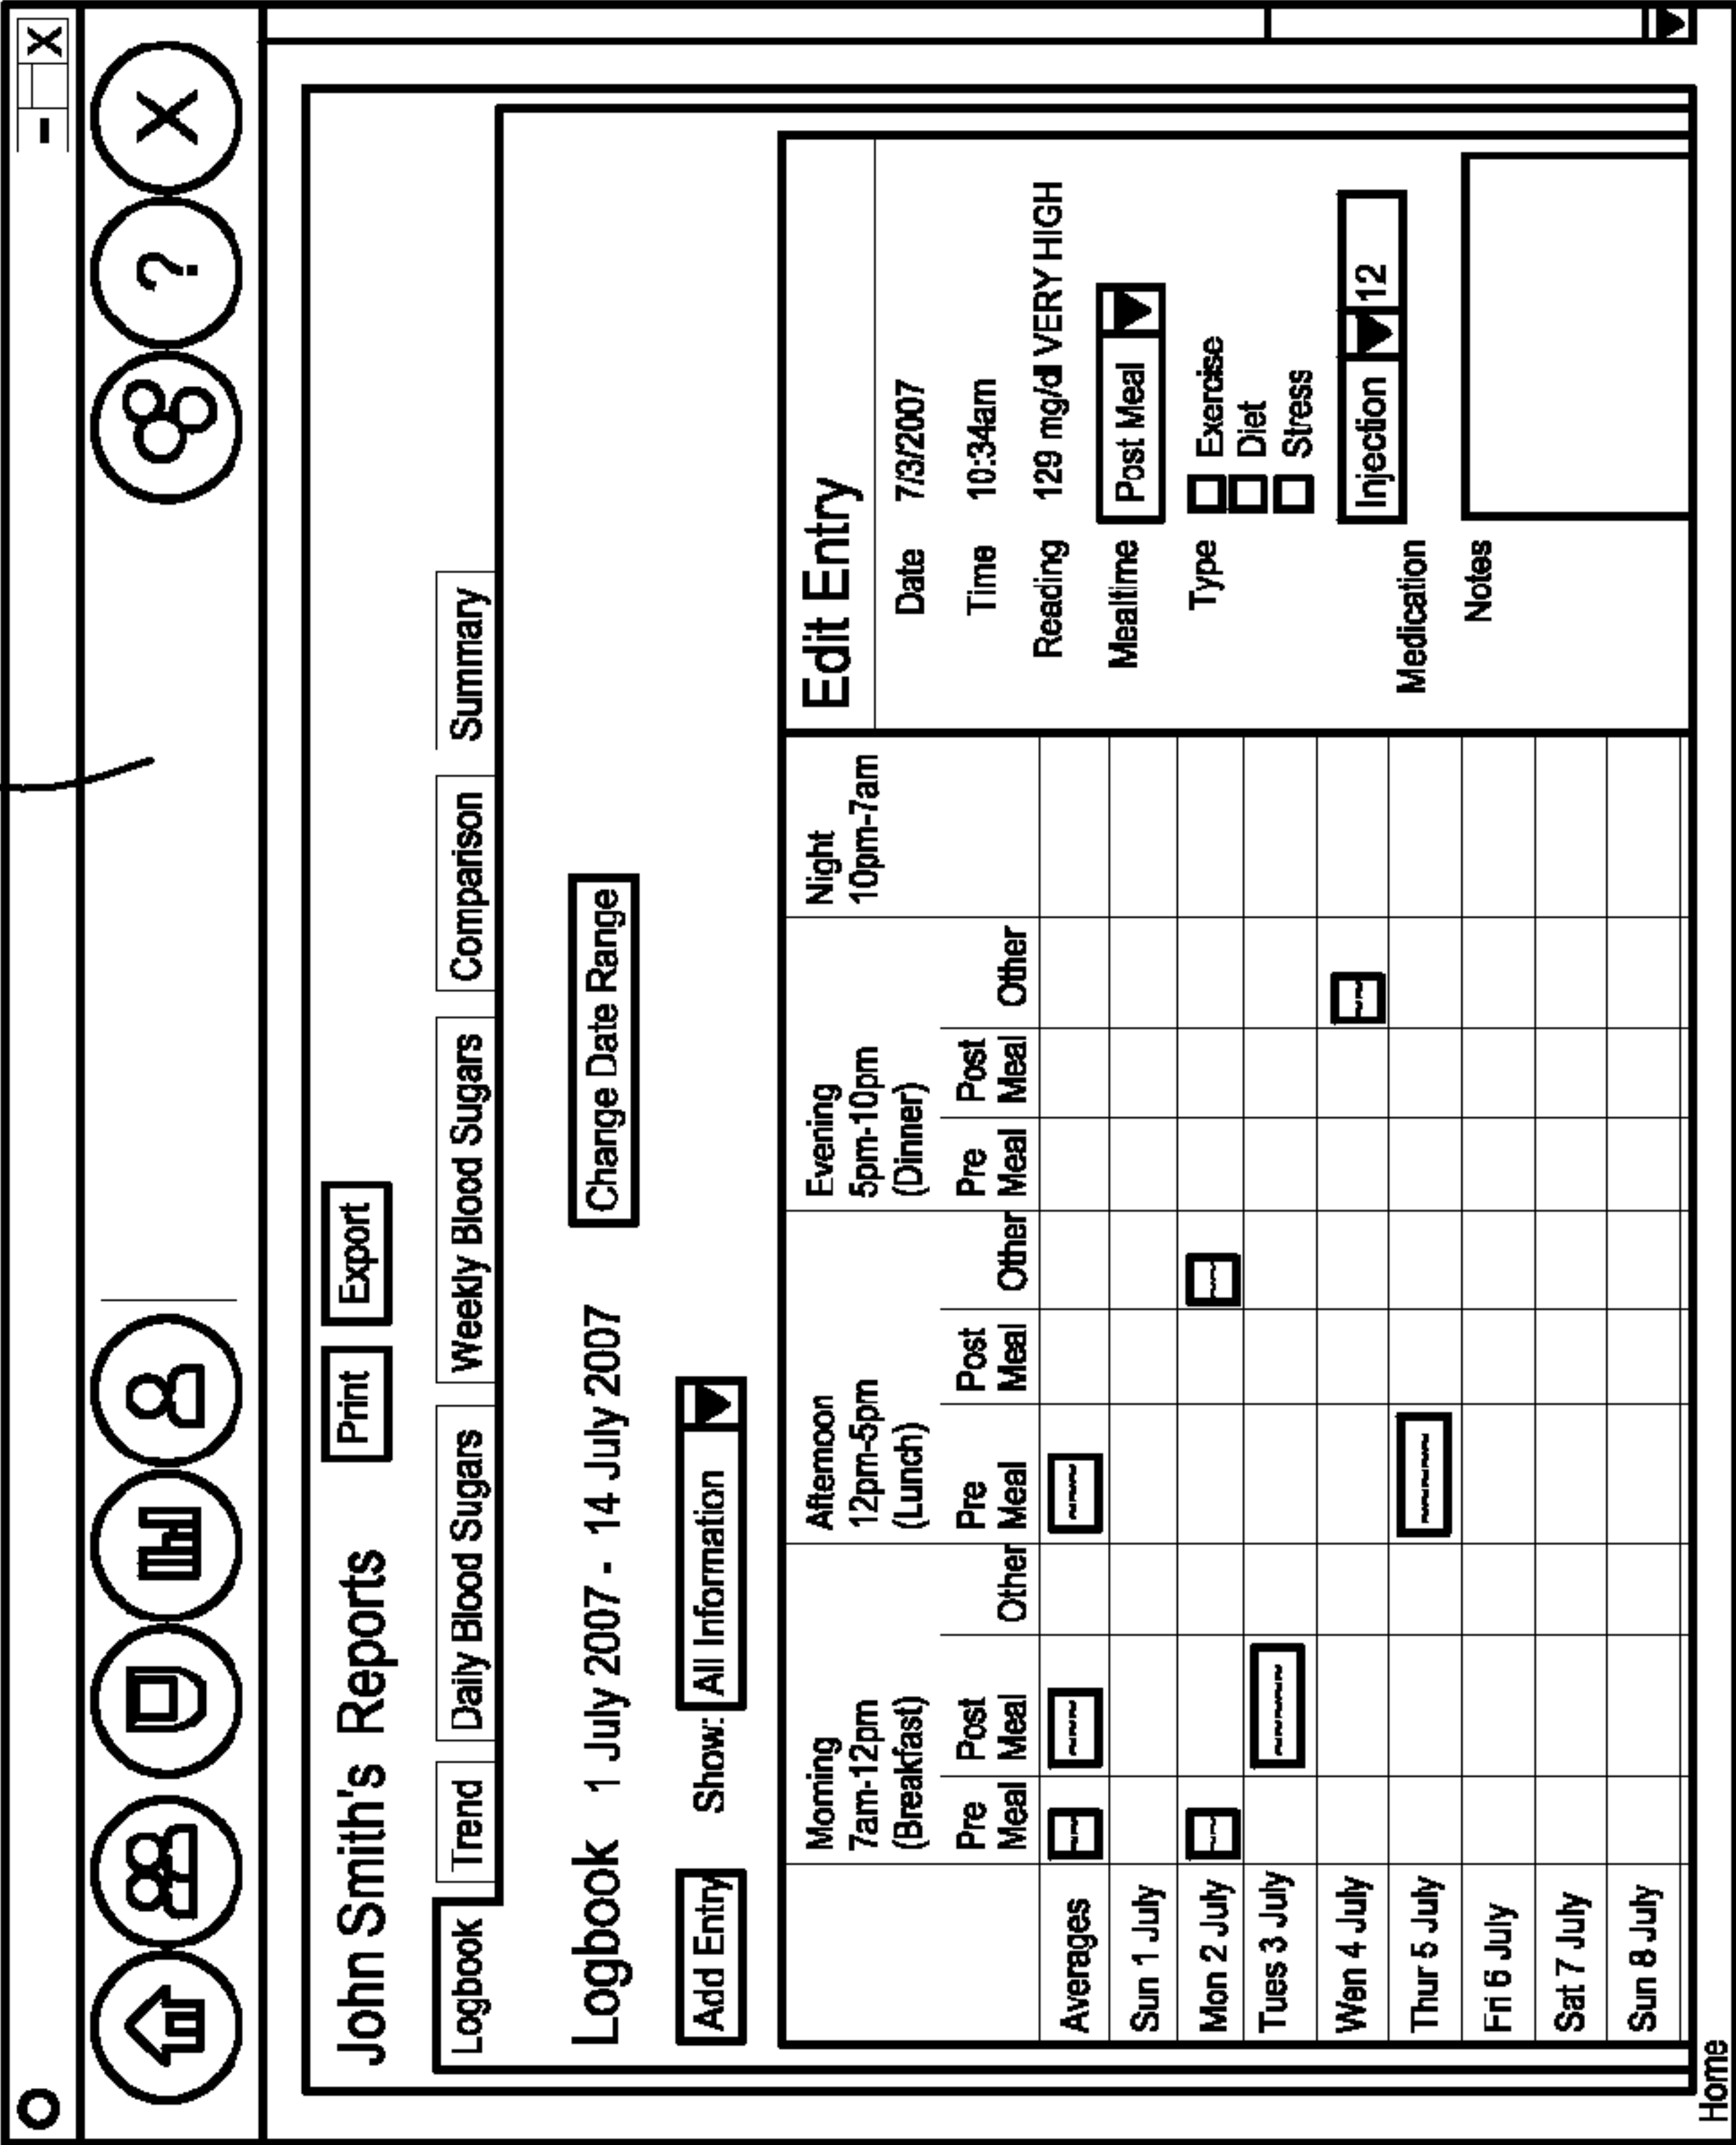 X
? X
John Smith's Reports Print Export
Logbook Trend Daily Blood Sugars Weekly Blood Sugars Comparison Summary
Logbook 1 July 2007 - 14 July 2007 Change Date Range
Add Entry Show: All Information
Morning
7am-12pm
(Breakfast)
Afternoon
12pm-5pm
(Lunch)
Evening
5pm-10pm
(Dinner)
Night
10pm-7am
Pre Meal Post Meal Other Pre Meal Post Meal Other Pre Meal Post Meal Other
Averages
Sun 1 July
Mon 2 July
Tues 3 July
Wen 4 July
Thur 5 July
Fri 6 July
Sat 7 July
Sun 8 July
Edit Entry
Date 7/3/2007
Time 10:34am
Reading 129 mg/dl VERY HIGH
Mealtime Post Meal
Type Exercise
Diet
Stress
Medication Injection 12
Notes
Home